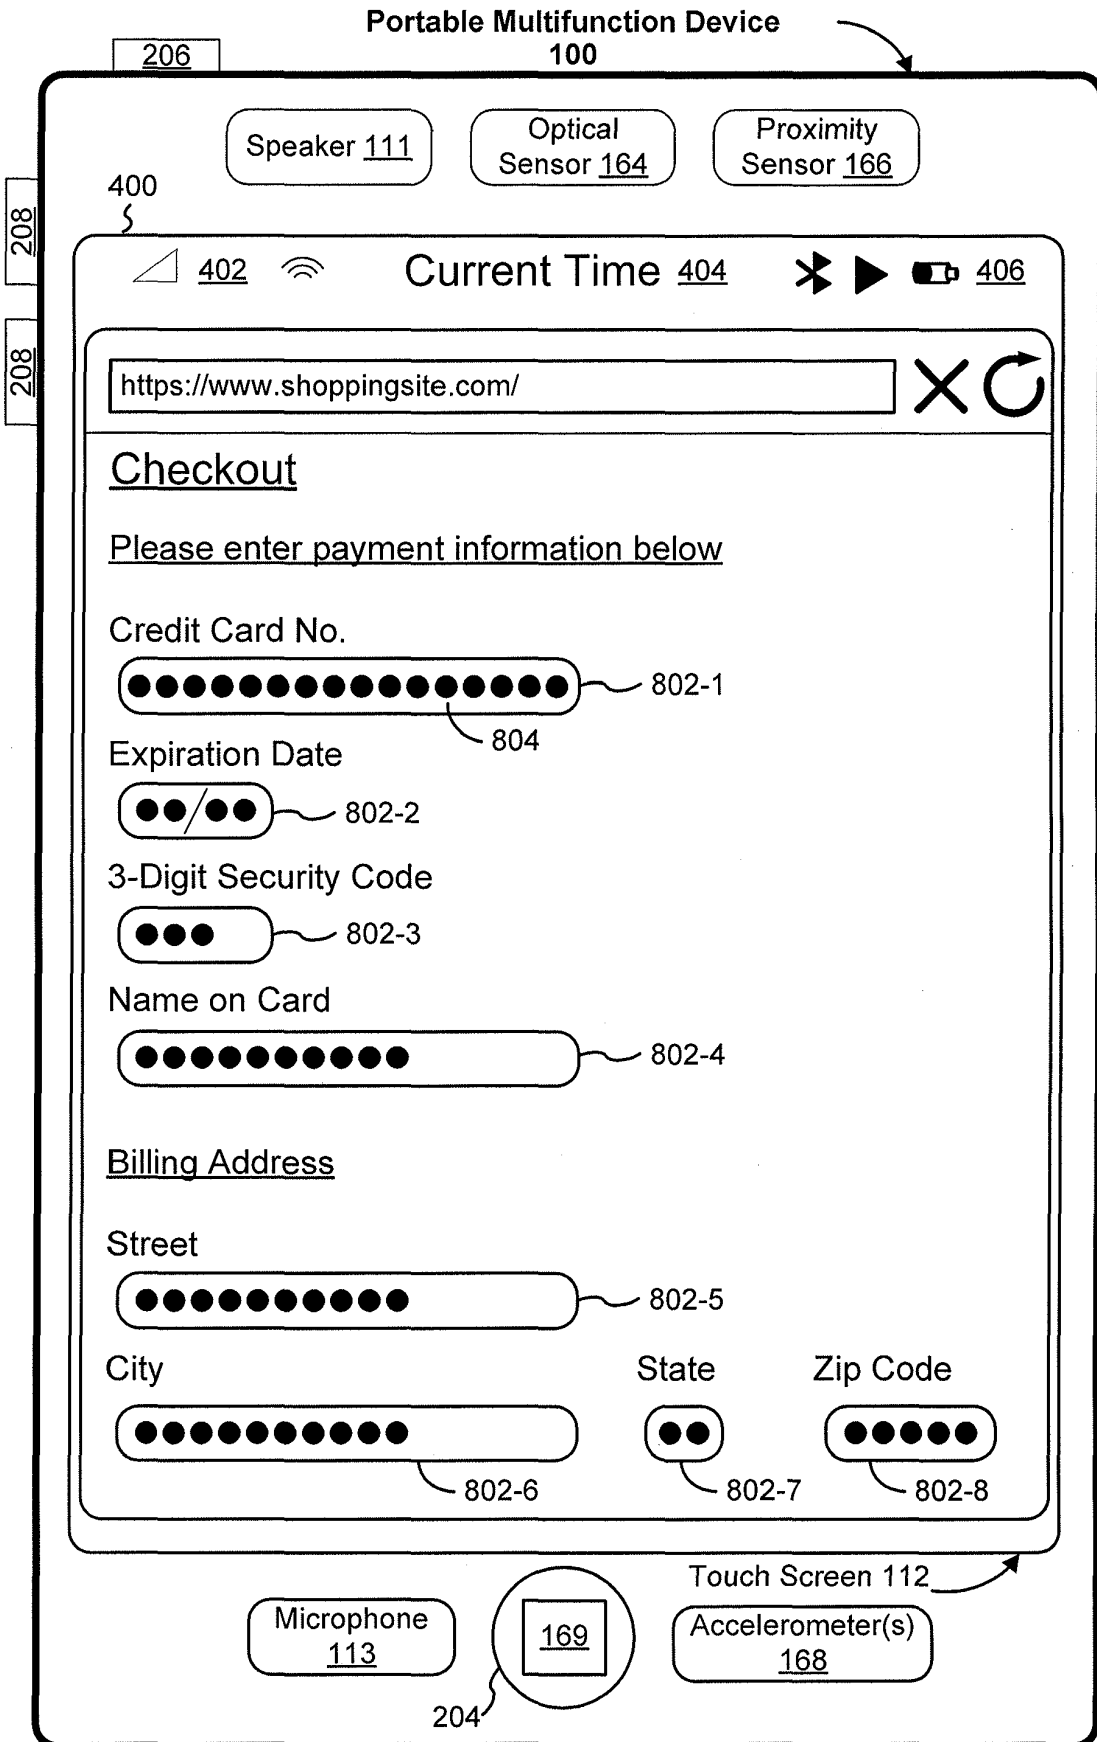 Portable Multifunction Device
100
206
Speaker 111
Optical
Sensor 164
Proximity
Sensor 166
400
208
208
402
Current Time 404
406
https://www.shoppingsite.com/
Checkout
Please enter payment information below
Credit Card No.
802-1
804
Expiration Date
/
802-2
3-Digit Security Code
802-3
Name on Card
802-4
Billing Address
Street
802-5
City
State
Zip Code
802-6
802-7
802-8
Touch Screen 112
Microphone
113
169
Accelerometer(s)
168
204